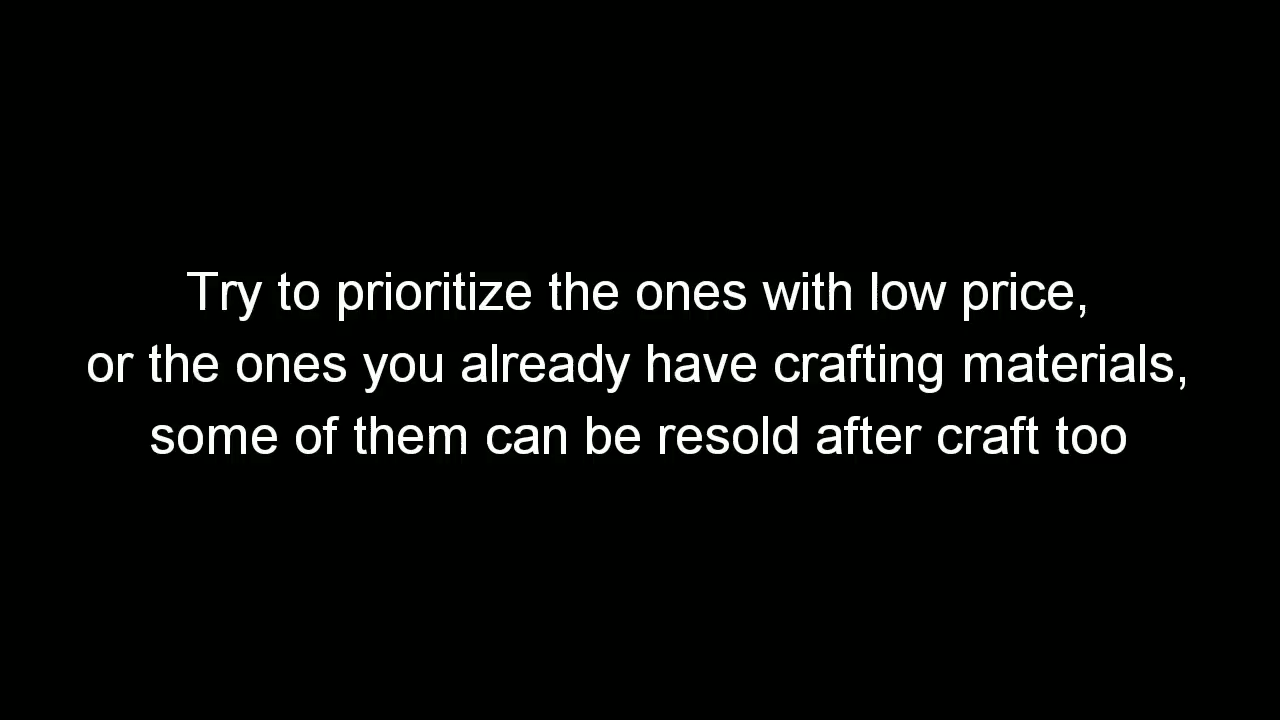 Try to prioritize the ones with low price,
or the ones you already have crafting materials,
some of them can be resold after craft too